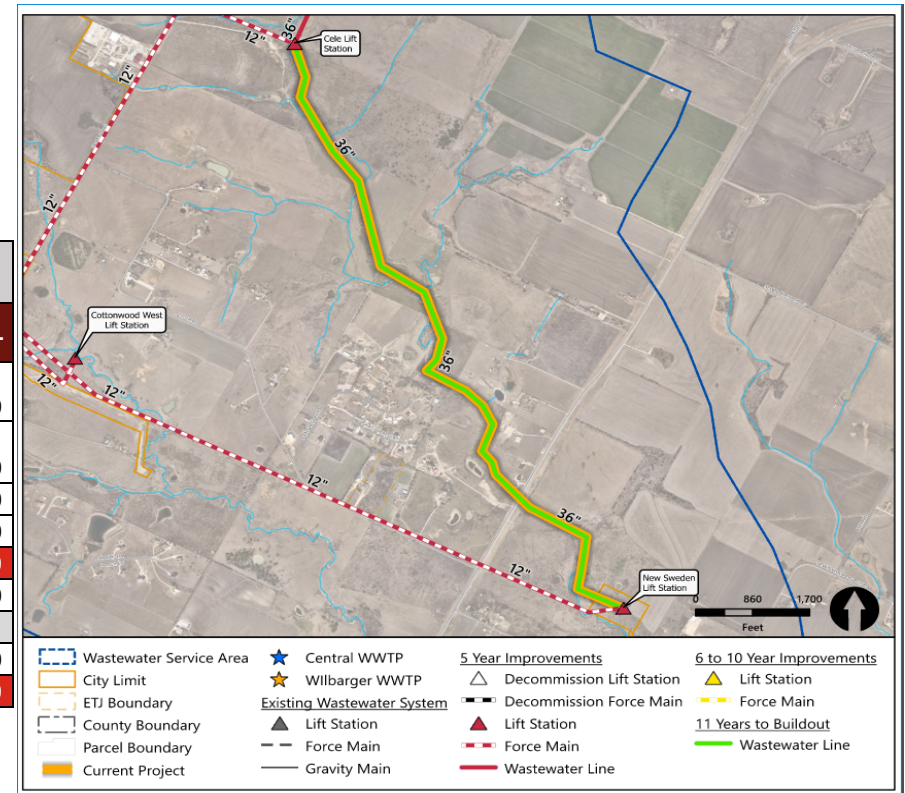 36"
12"
Cele Lift
Station
12"
36"
12"
Cottonwood West
Lift Station
36"
12"
12"
12"
36"
12"
New Sweden
Lift Station
0 860 1,700
Feet
Wastewater Service Area
City Limit
ETJ Boundary
County Boundary
Parcel Boundary
Current Project
Central WWTP
WIlbarger WWTP
Existing Wastewater System
Lift Station
Force Main
Gravity Main
5 Year Improvements
Decommission Lift Station
Decommission Force Main
Lift Station
Force Main
Wastewater Line
6 to 10 Year Improvements
Lift Station
Force Main
11 Years to Buildout
Wastewater Line